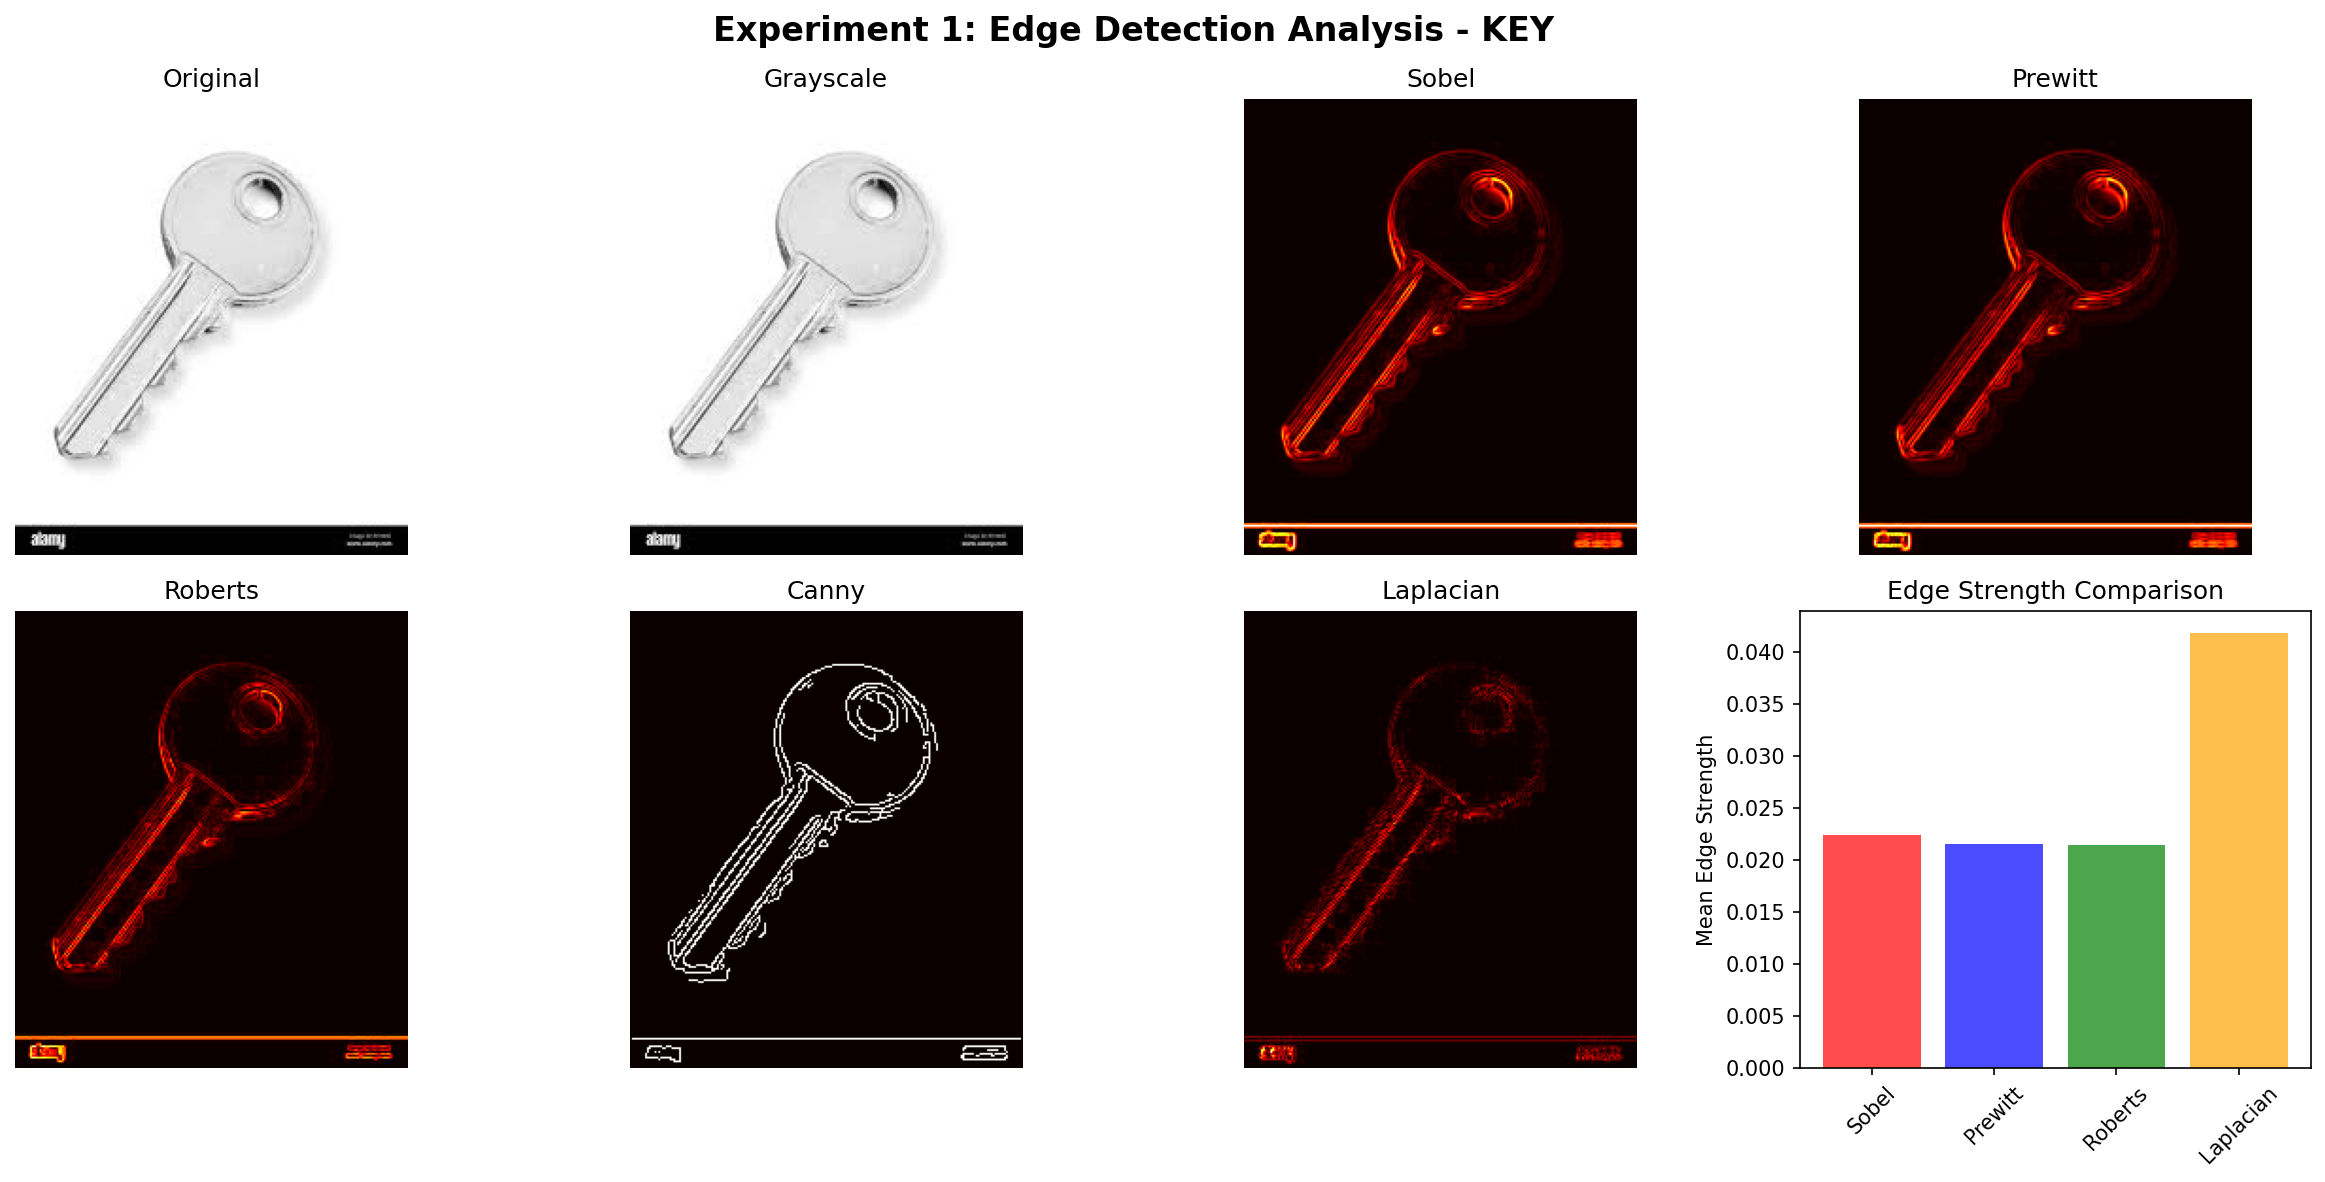 Experiment 1: Edge Detection Analysis - KEY
Original
Grayscale
Sobel
Prewitt
alamy
alamy
Roberts
Canny
Laplacian
Edge Strength Comparison
Mean Edge Strength
0.040
0.035
0.030
0.025
0.020
0.015
0.010
0.005
0.000
Sobel
Prewitt
Roberts
Laplacian